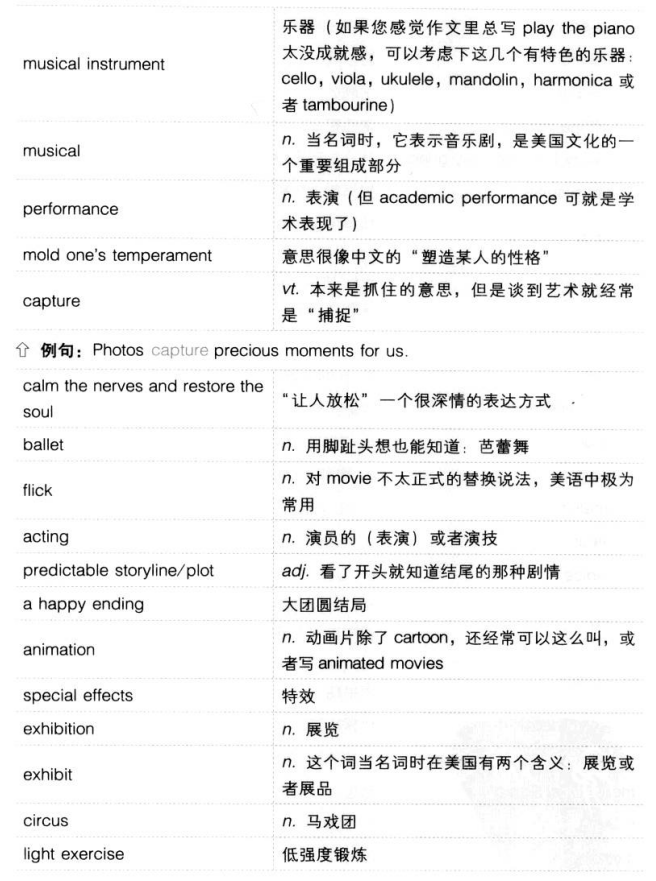 musical instrument
乐器（如果您感觉作文里总写 play the piano
太没成就感，可以考虑下这几个有特色的乐器：
cello, viola, ukulele, mandolin, harmonica 或
者 tambourine）
musical
n. 当名词时，它表示音乐剧，是美国文化的一
个重要组成部分
performance
n. 表演（但 academic performance 可就是学
术表现了）
mold one's temperament
意思很像中文的“塑造某人的性格”
capture
vt. 本来是抓住的意思，但是谈到艺术就经常
是“捕捉”
⇧ 例句：Photos capture precious moments for us.
calm the nerves and restore the
soul
“让人放松”一个很深情的表达方式
ballet
n. 用脚趾头想也能知道：芭蕾舞
flick
n. 对 movie 不太正式的替换说法，美语中极为
常用
acting
n. 演员的（表演）或者演技
predictable storyline/plot
adj. 看了开头就知道结尾的那种剧情
a happy ending
大团圆结局
animation
n. 动画片除了 cartoon，还经常可以这么叫，或
者写 animated movies
special effects
特效
exhibition
n. 展览
exhibit
n. 这个词当名词时在美国有两个含义：展览或
者展品
circus
n. 马戏团
light exercise
低强度锻炼